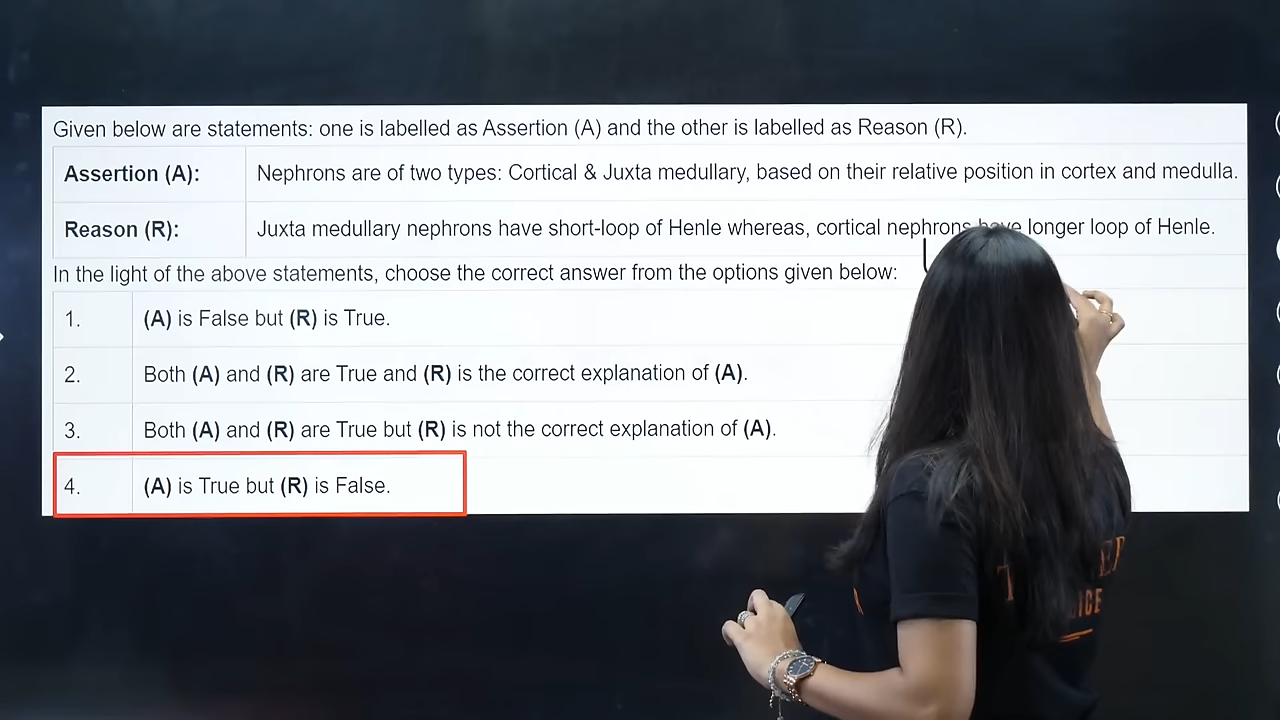 Given below are statements: one is labelled as Assertion (A) and the other is labelled as Reason (R).
Assertion (A): Nephrons are of two types: Cortical & Juxta medullary, based on their relative position in cortex and medulla.
Reason (R): Juxta medullary nephrons have short-loop of Henle whereas, cortical nephrons have longer loop of Henle.
In the light of the above statements, choose the correct answer from the options given below:
1. (A) is False but (R) is True.
2. Both (A) and (R) are True and (R) is the correct explanation of (A).
3. Both (A) and (R) are True but (R) is not the correct explanation of (A).
4. (A) is True but (R) is False.